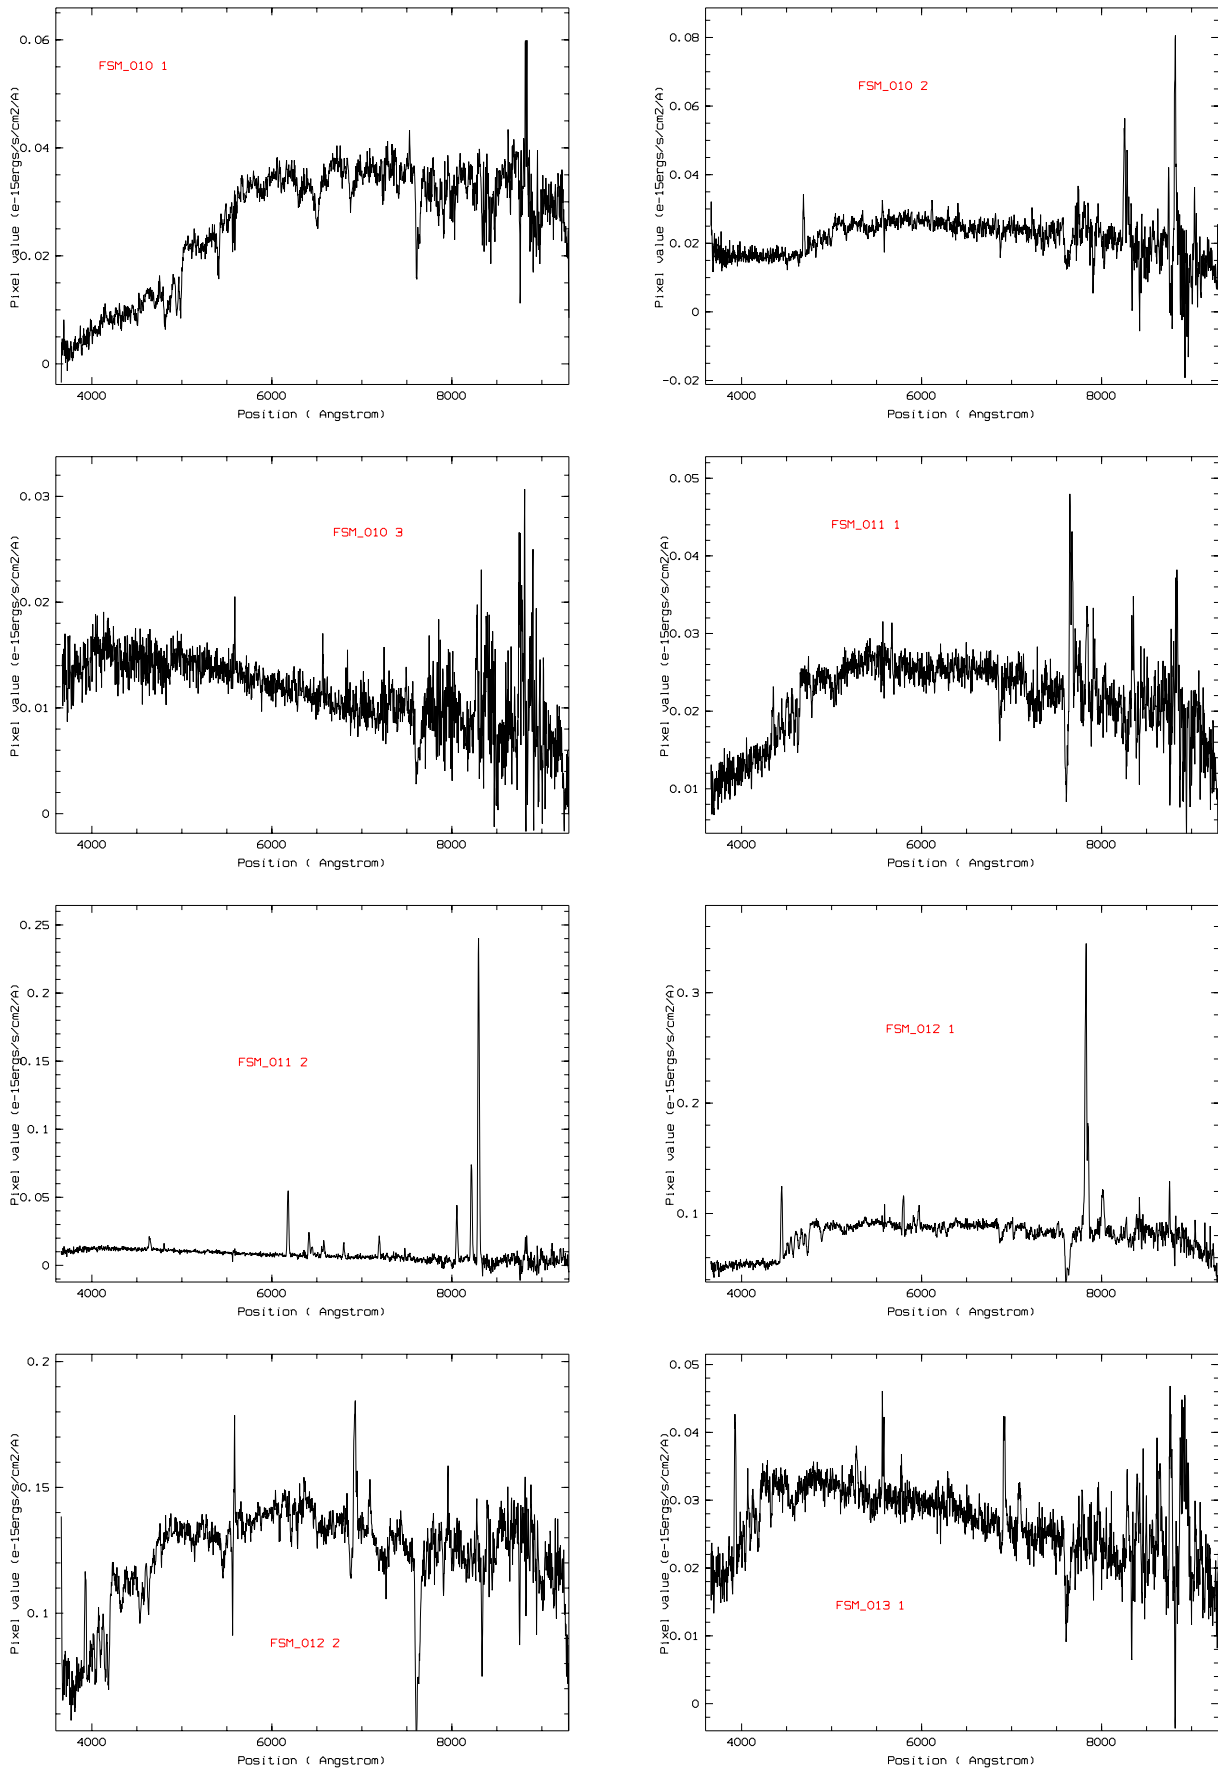 0.06
0.04
0.02
0
FSM_010 1
Pixel value (e-15ergs/s/cm2/A)
4000 6000 8000
Position ( Angstrom)
0.08
0.06
0.04
0.02
0
-0.02
FSM_010 2
Pixel value (e-15ergs/s/cm2/A)
4000 6000 8000
Position ( Angstrom)
0.03
0.02
0.01
0
FSM_010 3
Pixel value (e-15ergs/s/cm2/A)
4000 6000 8000
Position ( Angstrom)
0.05
0.04
0.03
0.02
0.01
FSM_011 1
Pixel value (e-15ergs/s/cm2/A)
4000 6000 8000
Position ( Angstrom)
0.25
0.2
0.15
0.1
0.05
0
FSM_011 2
Pixel value (e-15ergs/s/cm2/A)
4000 6000 8000
Position ( Angstrom)
0.3
0.2
0.1
FSM_012 1
Pixel value (e-15ergs/s/cm2/A)
4000 6000 8000
Position ( Angstrom)
0.2
0.15
0.1
FSM_012 2
Pixel value (e-15ergs/s/cm2/A)
4000 6000 8000
Position ( Angstrom)
0.05
0.04
0.03
0.02
0.01
0
FSM_013 1
Pixel value (e-15ergs/s/cm2/A)
4000 6000 8000
Position ( Angstrom)